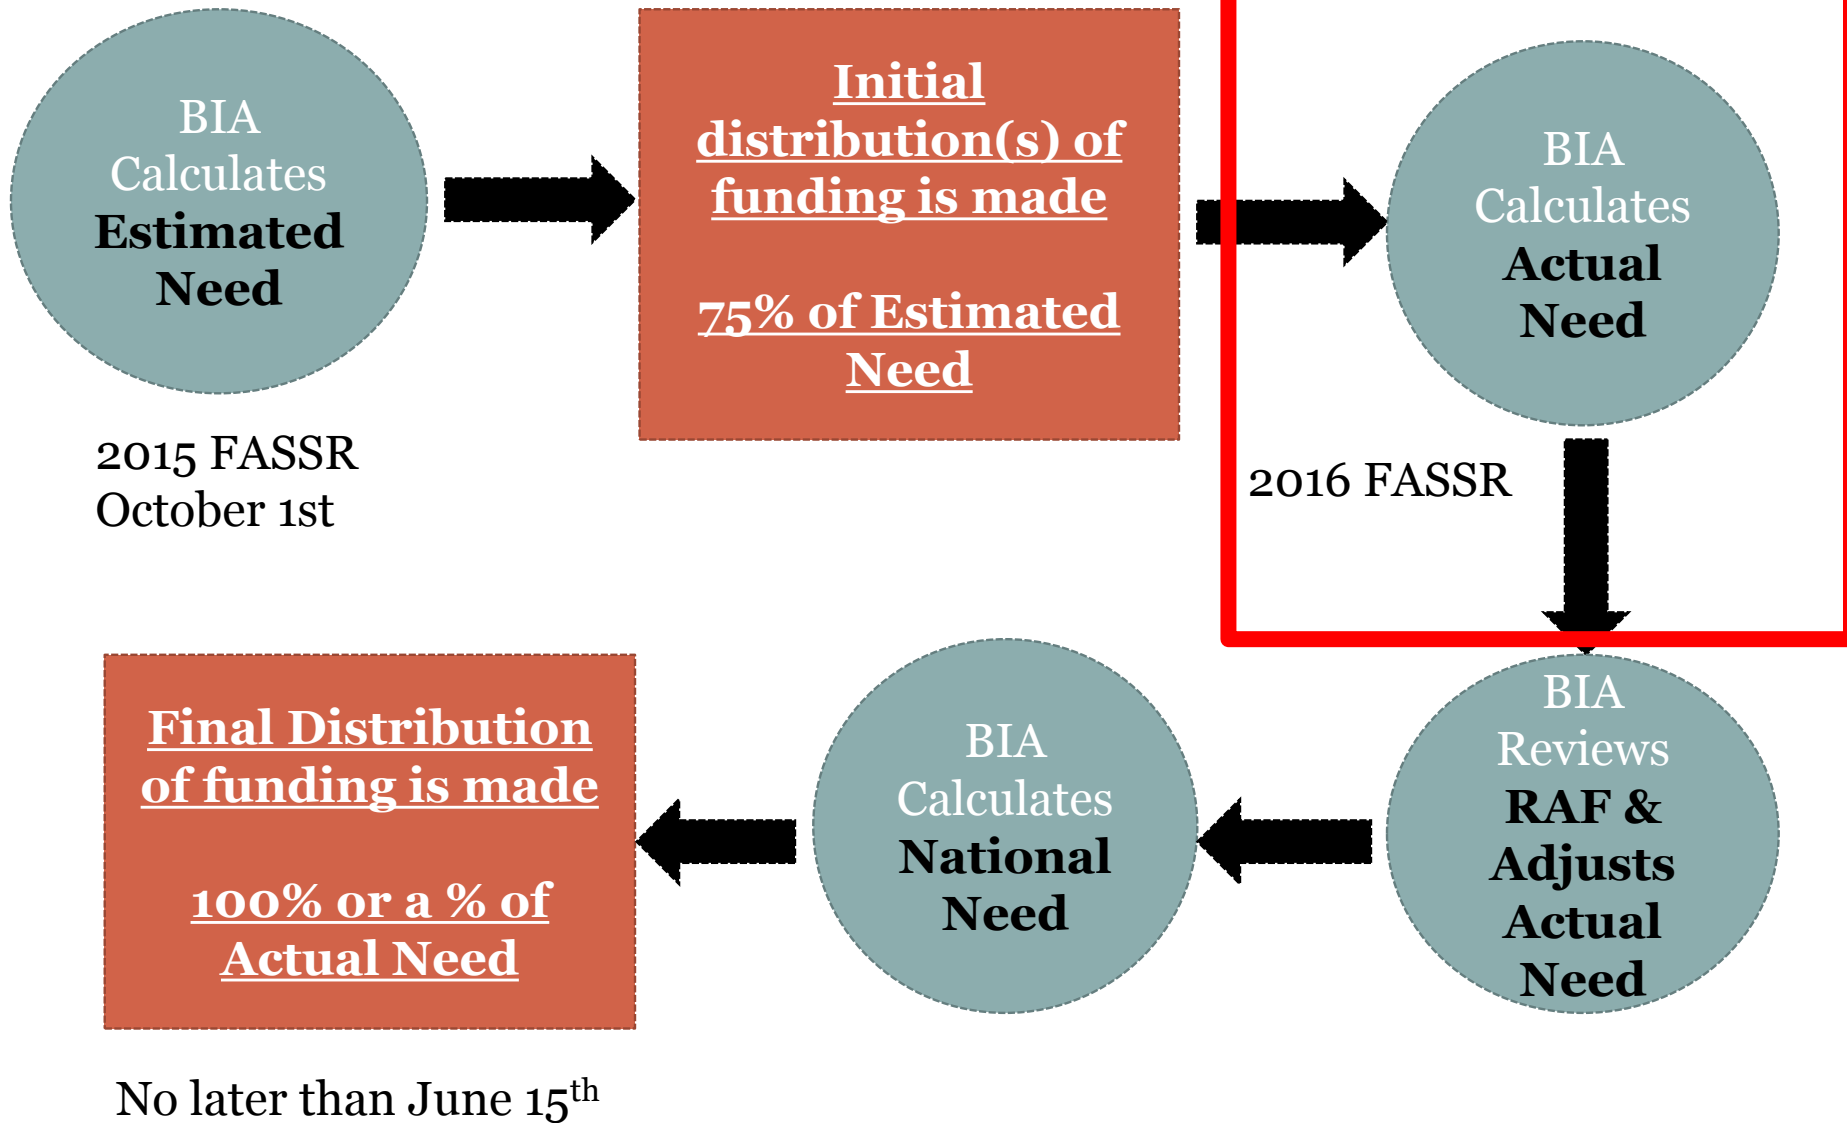 BIA
Calculates
Estimated
Need
2015 FASSR
October 1st
Initial
distribution(s) of
funding is made
75% of Estimated
Need
BIA
Calculates
Actual
Need
2016 FASSR
BIA
Reviews
RAF &
Adjusts
Actual
Need
BIA
Calculates
National
Need
Final Distribution
of funding is made
100% or a % of
Actual Need
No later than June 15th